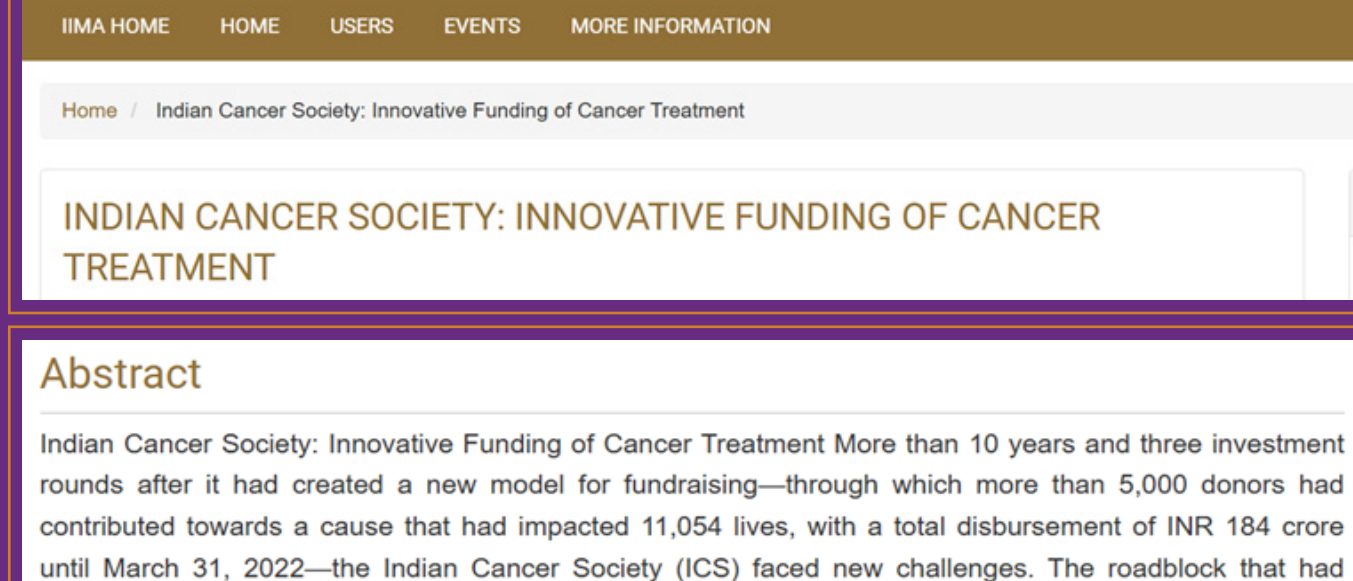 IIMA HOME HOME USERS EVENTS MORE INFORMATION
Home / Indian Cancer Society: Innovative Funding of Cancer Treatment
INDIAN CANCER SOCIETY: INNOVATIVE FUNDING OF CANCER
TREATMENT
Abstract
Indian Cancer Society: Innovative Funding of Cancer Treatment More than 10 years and three investment
rounds after it had created a new model for fundraising—through which more than 5,000 donors had
contributed towards a cause that had impacted 11,054 lives, with a total disbursement of INR 184 crore
until March 31, 2022—the Indian Cancer Society (ICS) faced new challenges. The roadblock that had